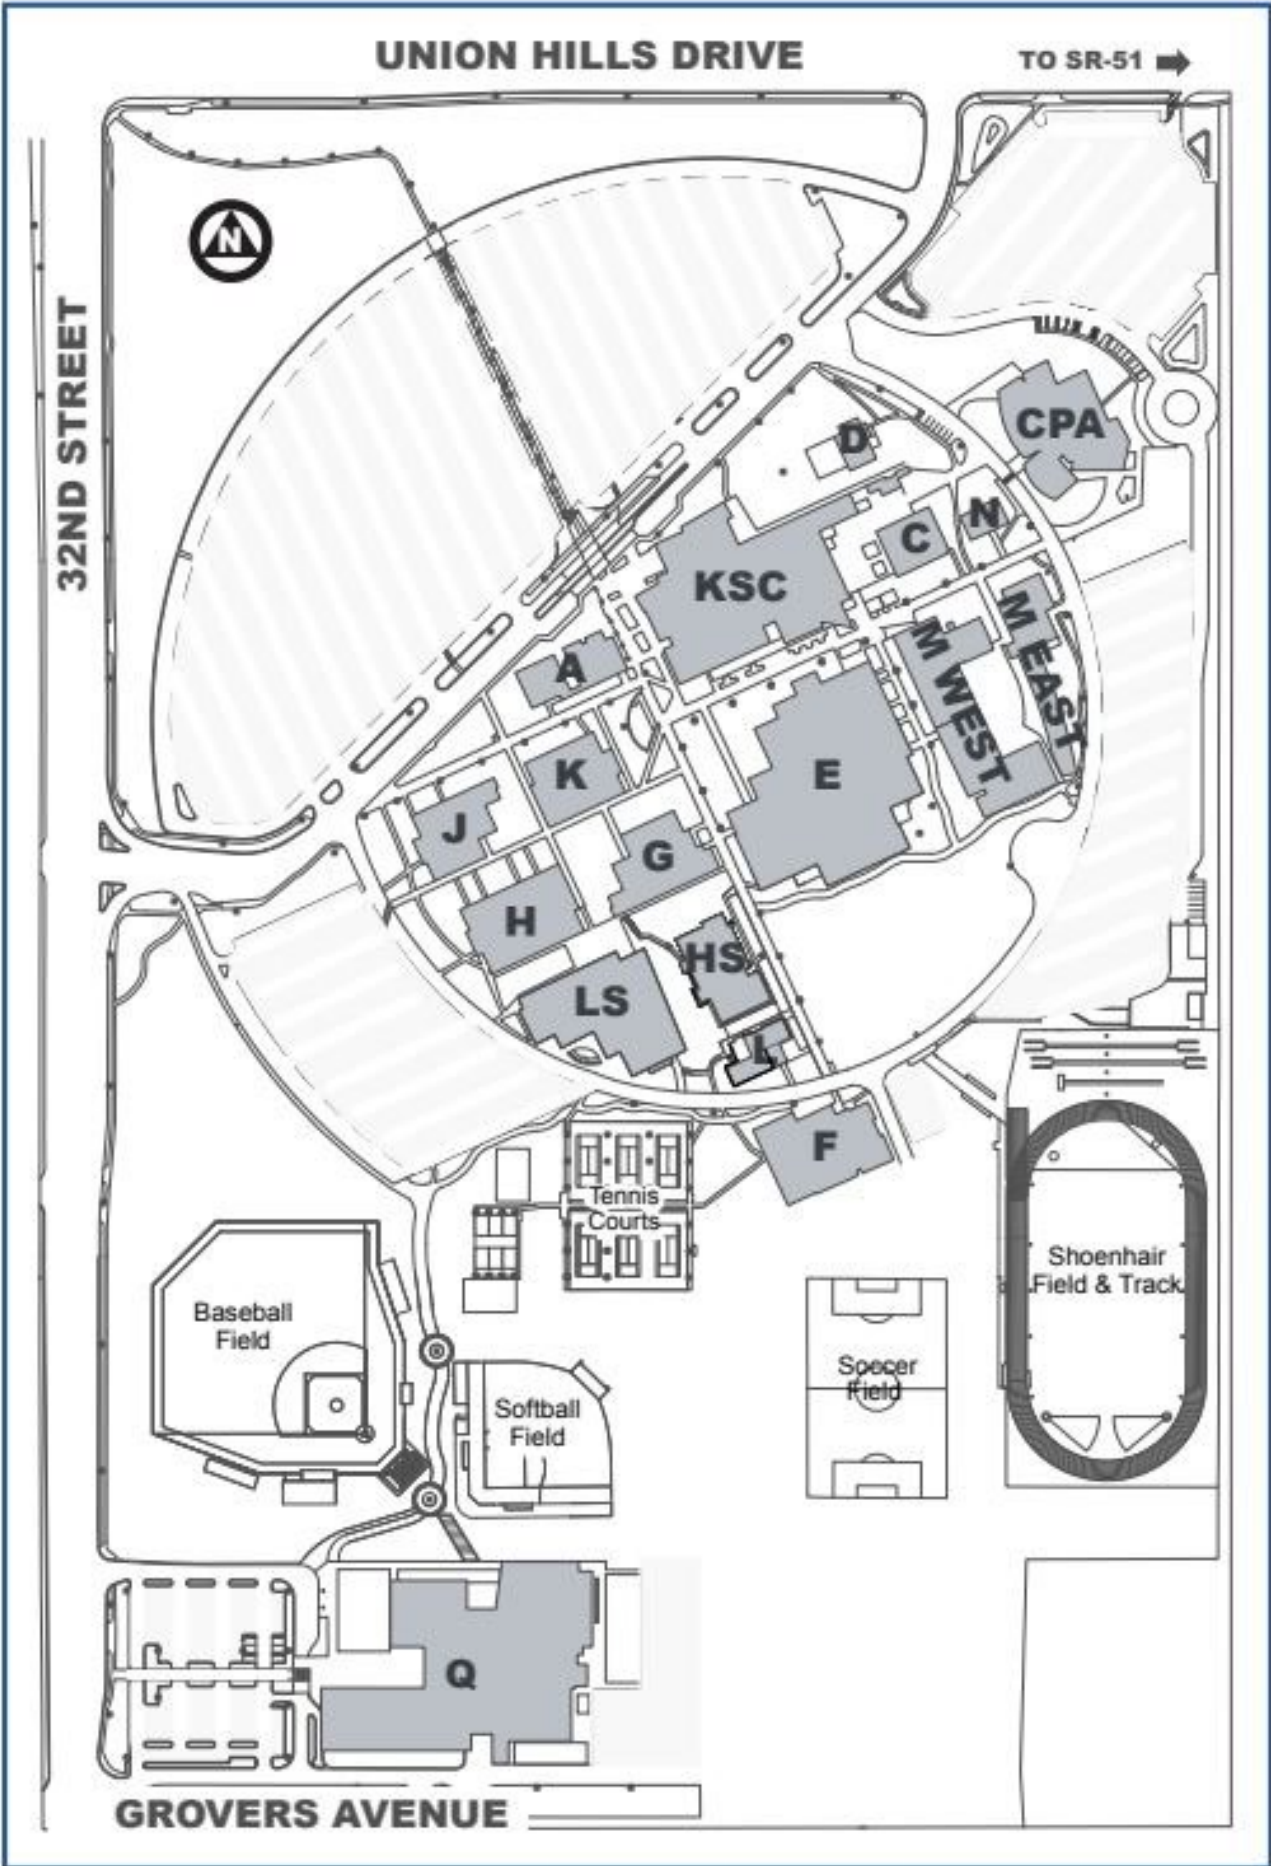 UNION HILLS DRIVE
TO SR-51
N
32ND STREET
CPA
D
N
C
KSC
M EAST
M WEST
A
K
E
J
G
H
HS
LS
L
F
Tennis
Courts
Shoenhair
Field & Track
Baseball
Field
Soccer
Field
Softball
Field
Q
GROVERS AVENUE